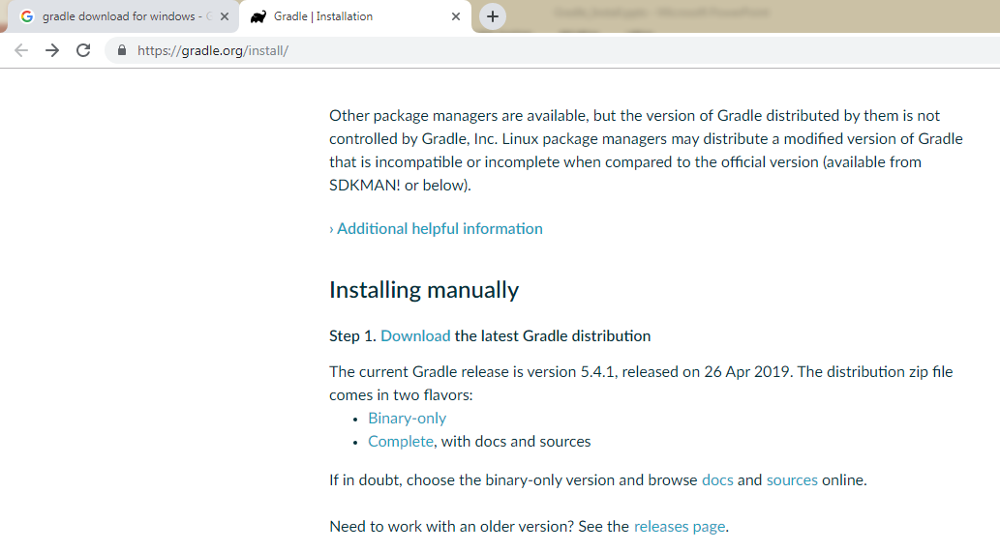 gradle download for windows - G
Gradle | Installation
https://gradle.org/install/
Other package managers are available, but the version of Gradle distributed by them is not
controlled by Gradle, Inc. Linux package managers may distribute a modified version of Gradle
that is incompatible or incomplete when compared to the official version (available from
SDKMAN! or below).
› Additional helpful information
Installing manually
Step 1. Download the latest Gradle distribution
The current Gradle release is version 5.4.1, released on 26 Apr 2019. The distribution zip file
comes in two flavors:
• Binary-only
• Complete, with docs and sources
If in doubt, choose the binary-only version and browse docs and sources online.
Need to work with an older version? See the releases page.